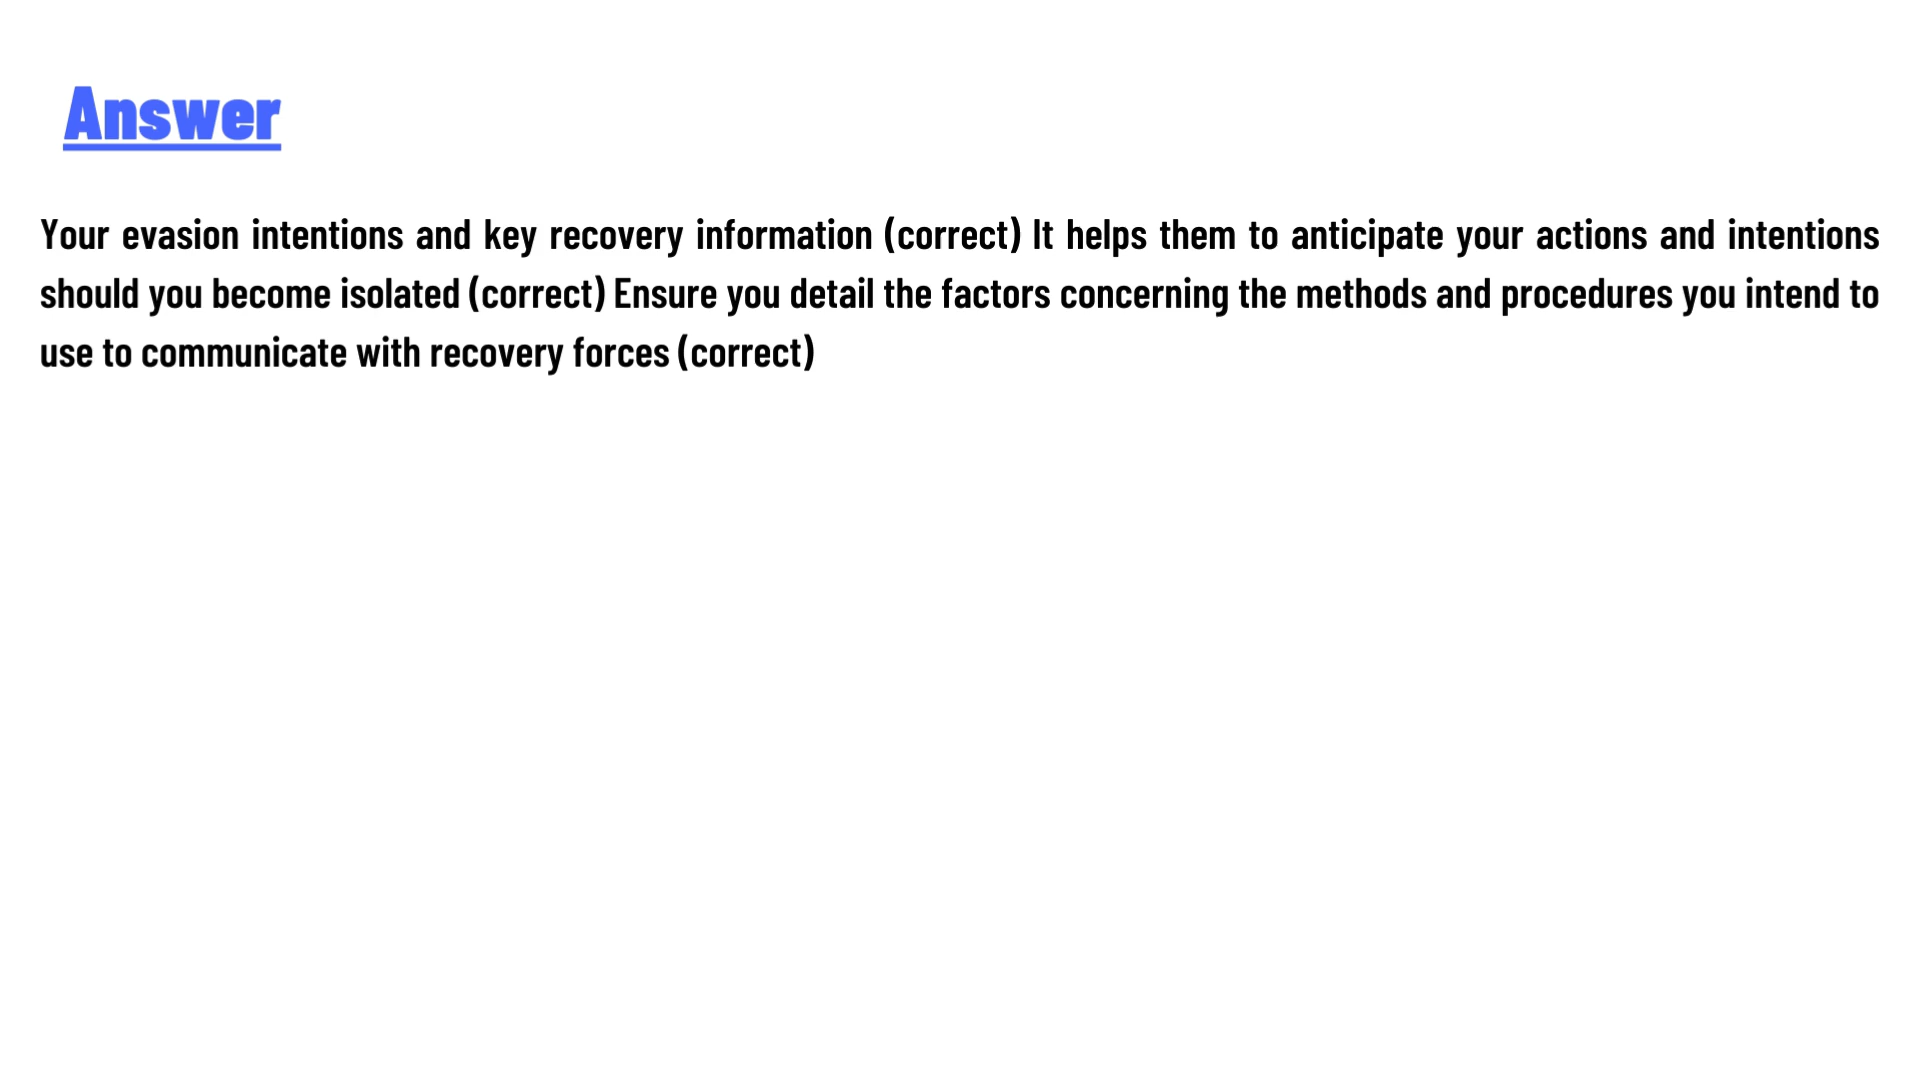 Answer
Your evasion intentions and key recovery information (correct) It helps them to anticipate your actions and intentions
should you become isolated (correct) Ensure you detail the factors concerning the methods and procedures you intend to
use to communicate with recovery forces (correct)